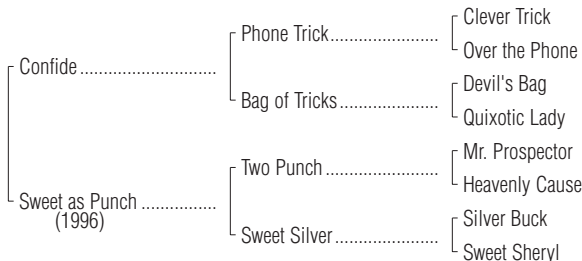 Clever Trick
Phone Trick
Over the Phone
Confide
Devil's Bag
Bag of Tricks
Quixotic Lady
Mr. Prospector
Two Punch
Heavenly Cause
Sweet as Punch
(1996)
Silver Buck
Sweet Silver
Sweet Sheryl